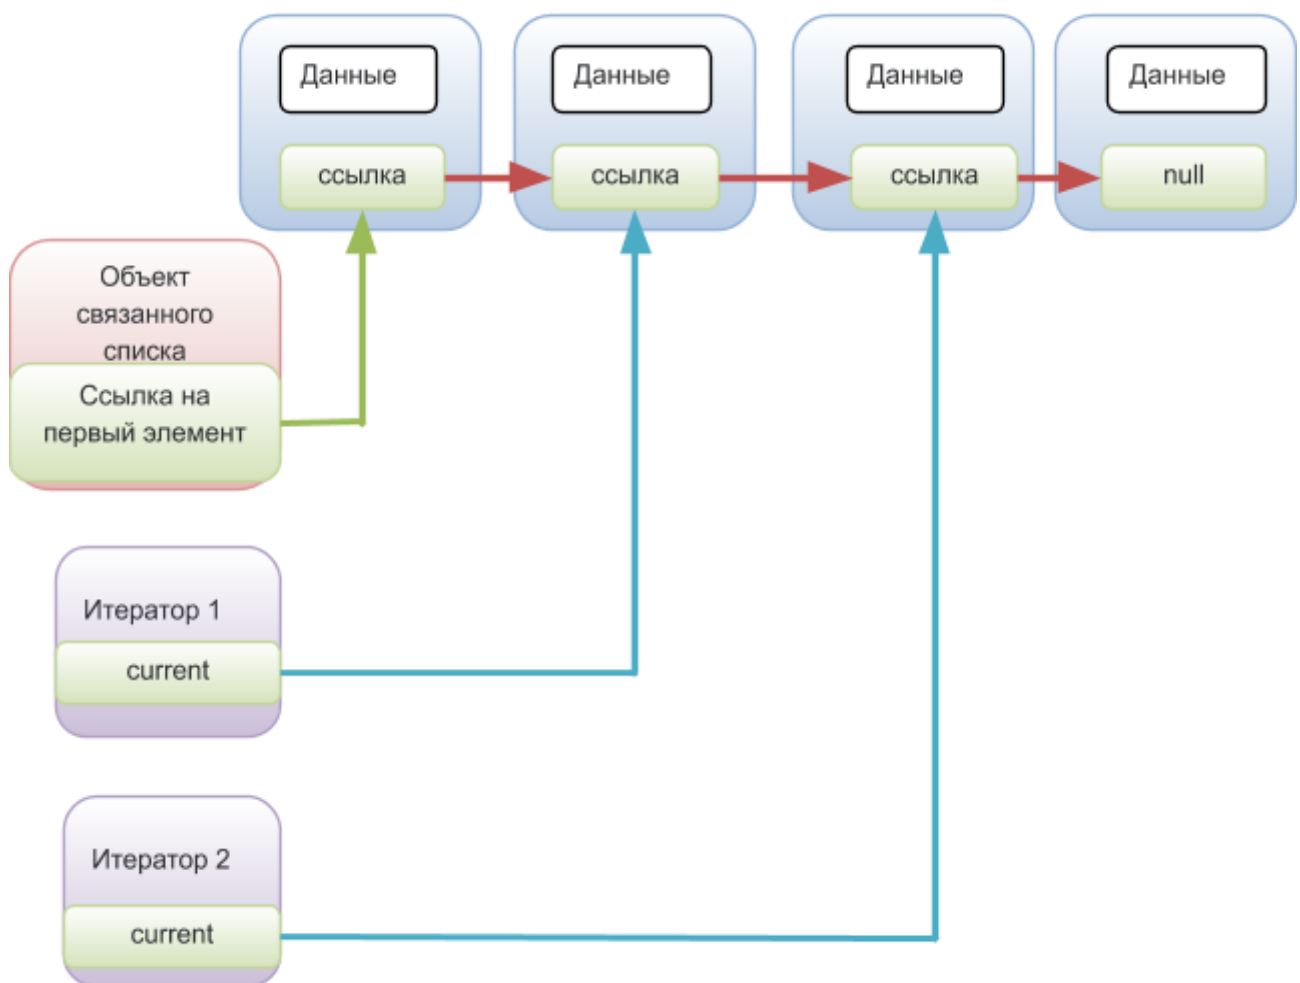 Данные
Данные
Данные
Данные
ссылка
ссылка
ссылка
null
Объект
связанного
списка
Ссылка на
первый элемент
Итератор 1
current
Итератор 2
current